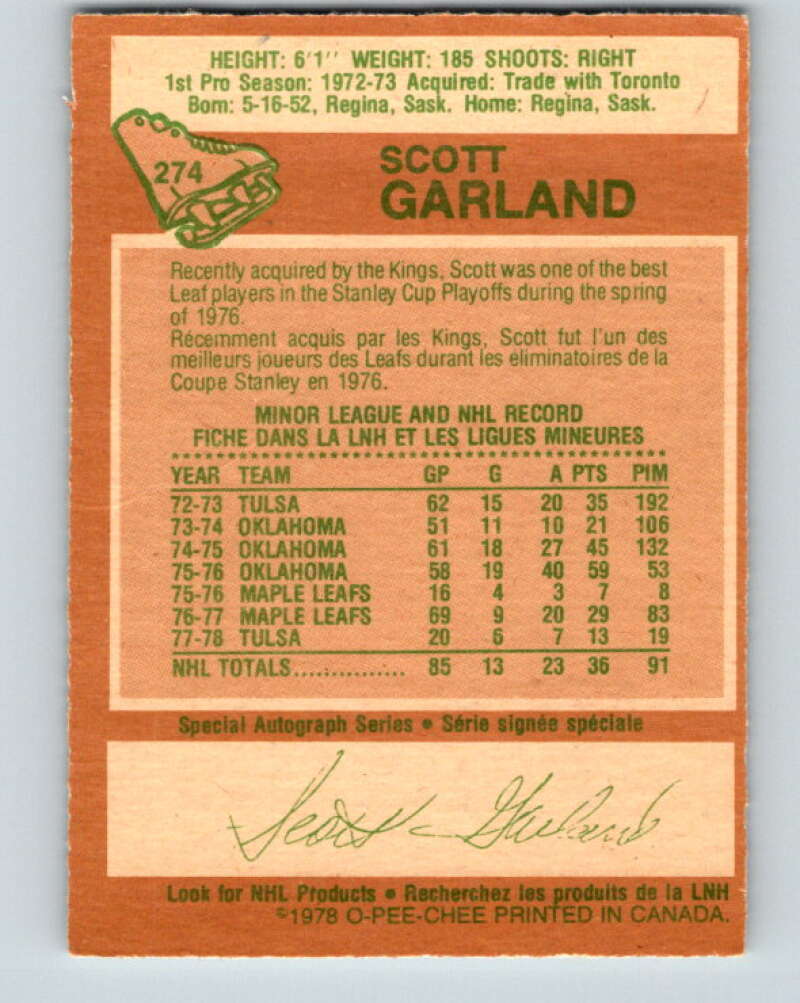 HEIGHT: 6'1'' WEIGHT: 185 SHOOTS: RIGHT
1st Pro Season: 1972-73 Acquired: Trade with Toronto
Born: 5-16-52, Regina, Sask. Home: Regina, Sask.
274
SCOTT
GARLAND
Recently acquired by the Kings, Scott was one of the best
Leaf players in the Stanley Cup Playoffs during the spring
of 1976.
Récemment acquis par les Kings, Scott fut l'un des
meilleurs joueurs des Leafs durant les éliminatoires de la
Coupe Stanley en 1976.
MINOR LEAGUE AND NHL RECORD
FICHE DANS LA LNH ET LES LIGUES MINEURES
YEAR TEAM GP G A PTS PIM
72-73 TULSA 62 15 20 35 192
73-74 OKLAHOMA 51 11 10 21 106
74-75 OKLAHOMA 61 18 27 45 132
75-76 OKLAHOMA 58 19 40 59 53
75-76 MAPLE LEAFS 16 4 3 7 8
76-77 MAPLE LEAFS 69 9 20 29 83
77-78 TULSA 20 6 7 13 19
NHL TOTALS............... 85 13 23 36 91
Special Autograph Series • Série signée spéciale
Scott Garland
Look for NHL Products • Recherchez les produits de la LNH
©1978 O-PEE-CHEE PRINTED IN CANADA.